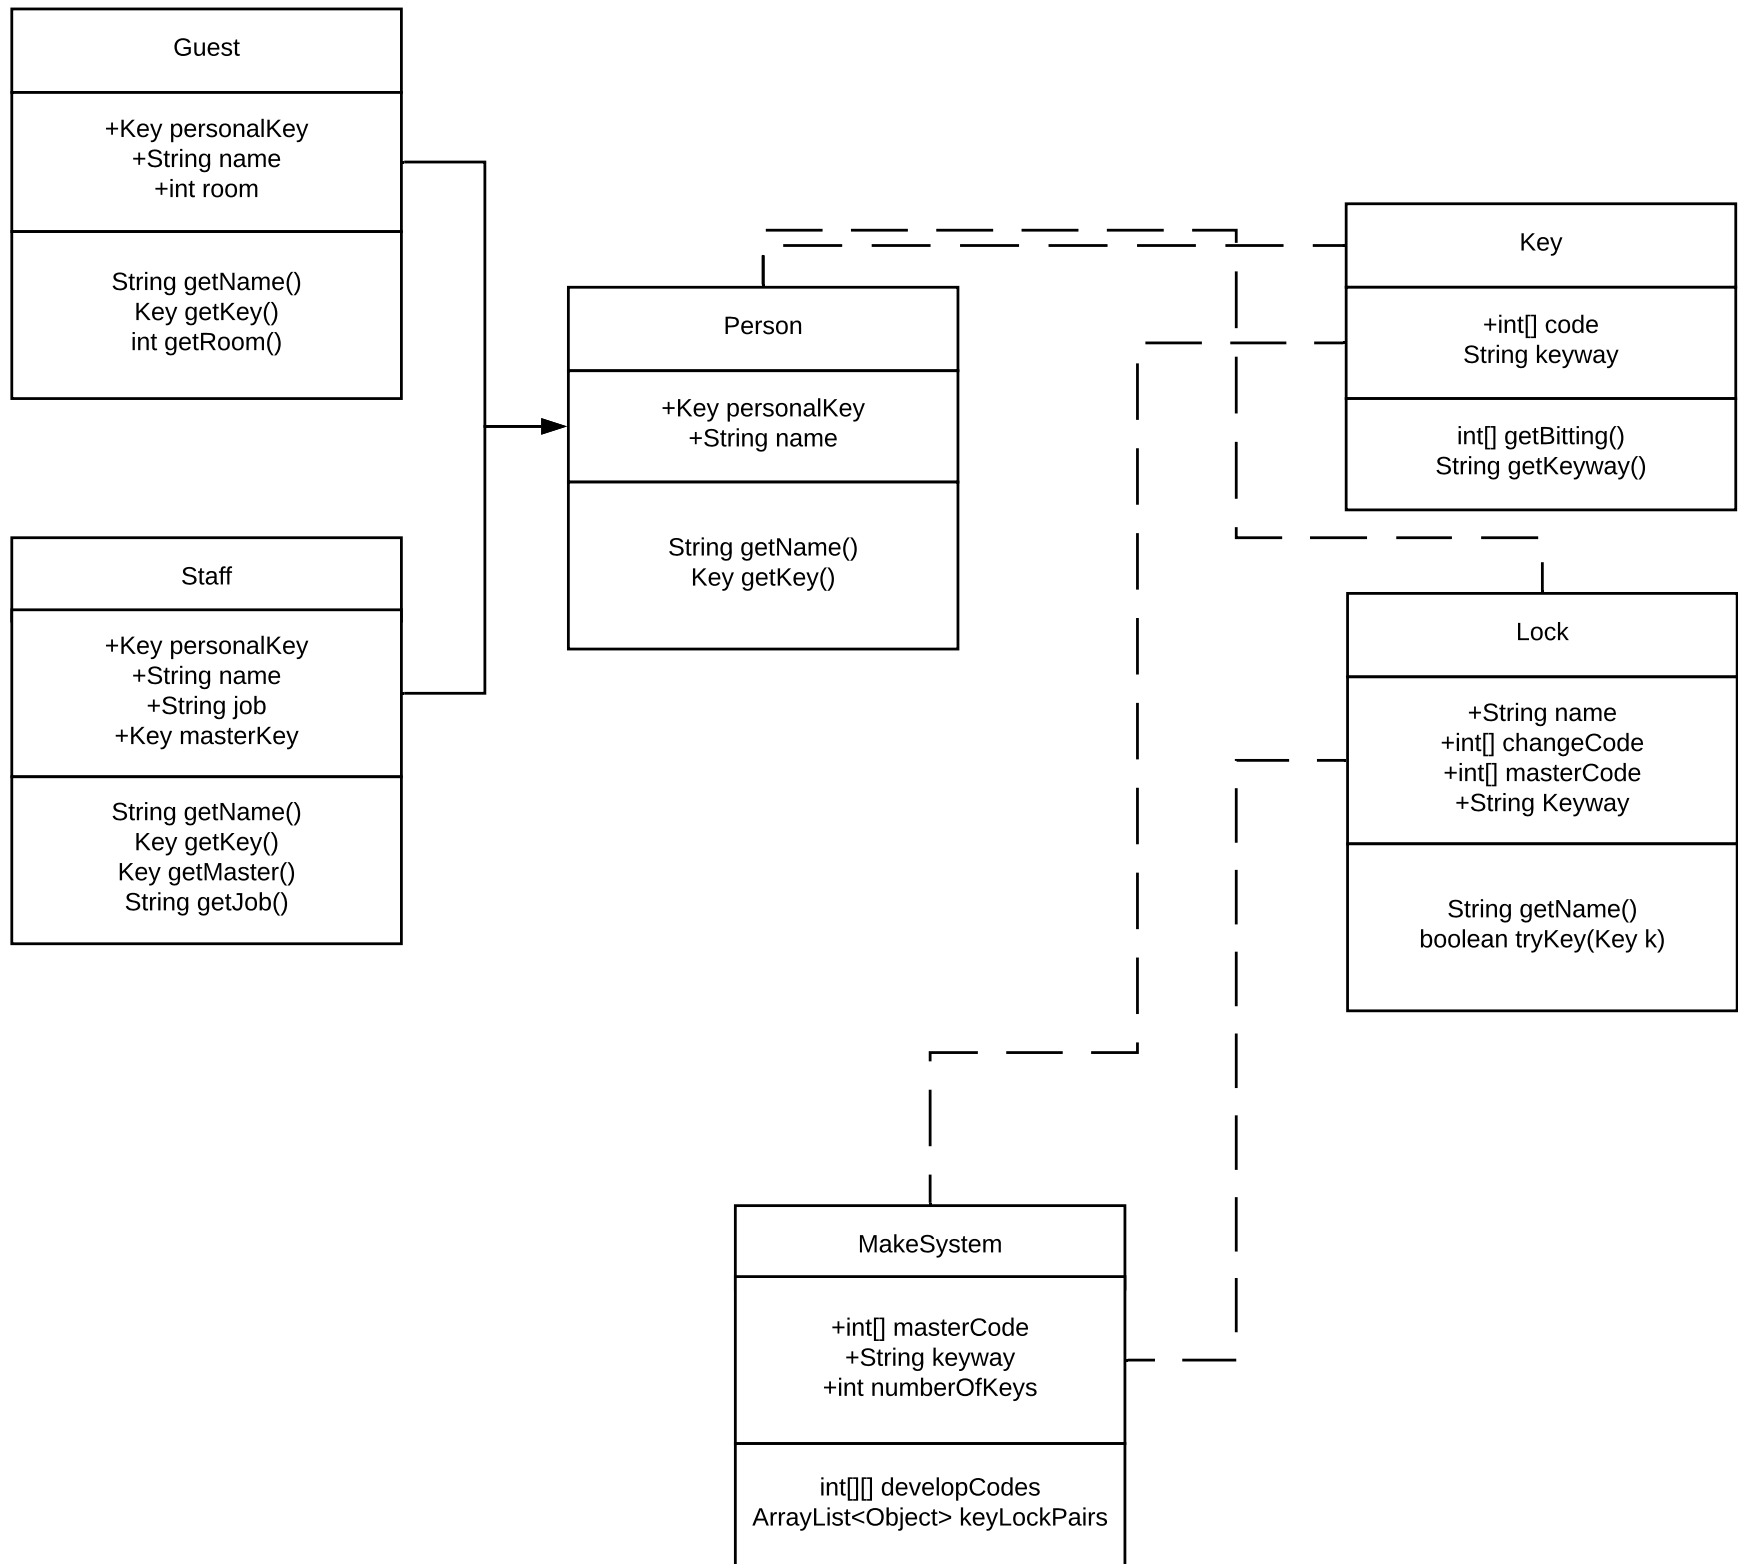 Guest
+Key personalKey
+String name
+int room
String getName()
Key getKey()
int getRoom()
Staff
+Key personalKey
+String name
+String job
+Key masterKey
String getName()
Key getKey()
Key getMaster()
String getJob()
Person
+Key personalKey
+String name
String getName()
Key getKey()
Key
+int[] code
String keyway
int[] getBitting()
String getKeyway()
Lock
+String name
+int[] changeCode
+int[] masterCode
+String Keyway
String getName()
boolean tryKey(Key k)
MakeSystem
+int[] masterCode
+String keyway
+int numberOfKeys
int[][] developCodes
ArrayList<Object> keyLockPairs